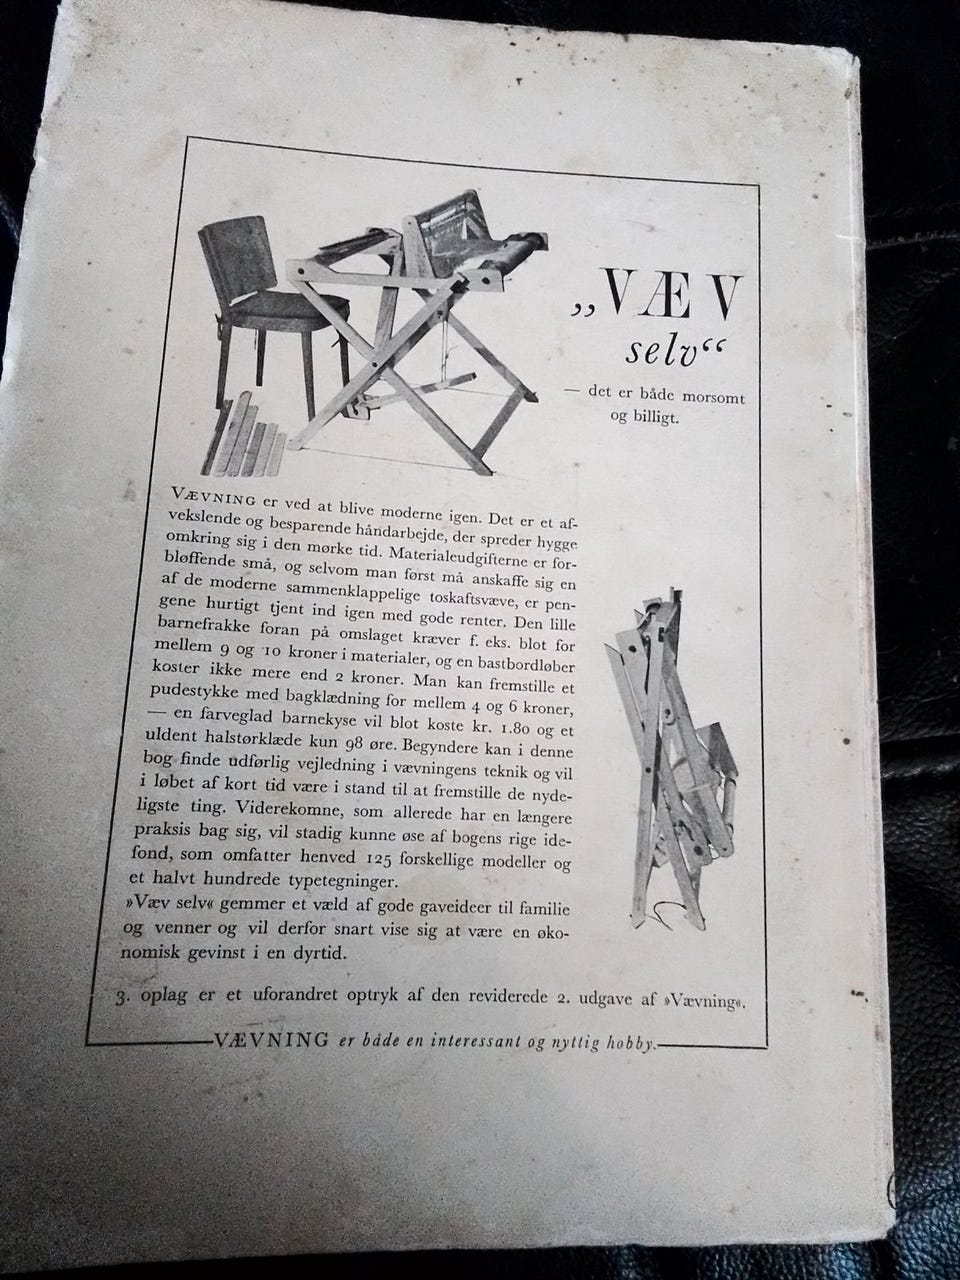 „VÆV
selv“
— det er både morsomt
og billigt.
VÆVNING er ved at blive moderne igen. Det er et af-
vekslende og besparende håndarbejde, der spreder hygge
omkring sig i den mørke tid. Materialeudgifterne er for-
bløffende små, og selvom man først må anskaffe sig en
af de moderne sammenklappelige toskaftsvæve, er pen-
gene hurtigt tjent ind igen med gode renter. Den lille
barnefrakke foran på omslaget kræver f. eks. blot for
mellem 9 og 10 kroner i materialer, og en bastbordløber
koster ikke mere end 2 kroner. Man kan fremstille et
pudestykke med bagklædning for mellem 4 og 6 kroner,
— en farveglad barnekyse vil blot koste kr. 1.80 og et
uldent halstørklæde kun 98 øre. Begyndere kan i denne
bog finde udførlig vejledning i vævningens teknik og vil
i løbet af kort tid være i stand til at fremstille de nyde-
ligste ting. Viderekomne, som allerede har en længere
praksis bag sig, vil stadig kunne øse af bogens rige ide-
fond, som omfatter henved 125 forskellige modeller og
et halvt hundrede typetegninger.
»Væv selv« gemmer et væld af gode gaveideer til familie
og venner og vil derfor snart vise sig at være en øko-
nomisk gevinst i en dyrtid.
3. oplag er et uforandret optryk af den reviderede 2. udgave af »Vævning«.
VÆVNING er både en interessant og nyttig hobby.